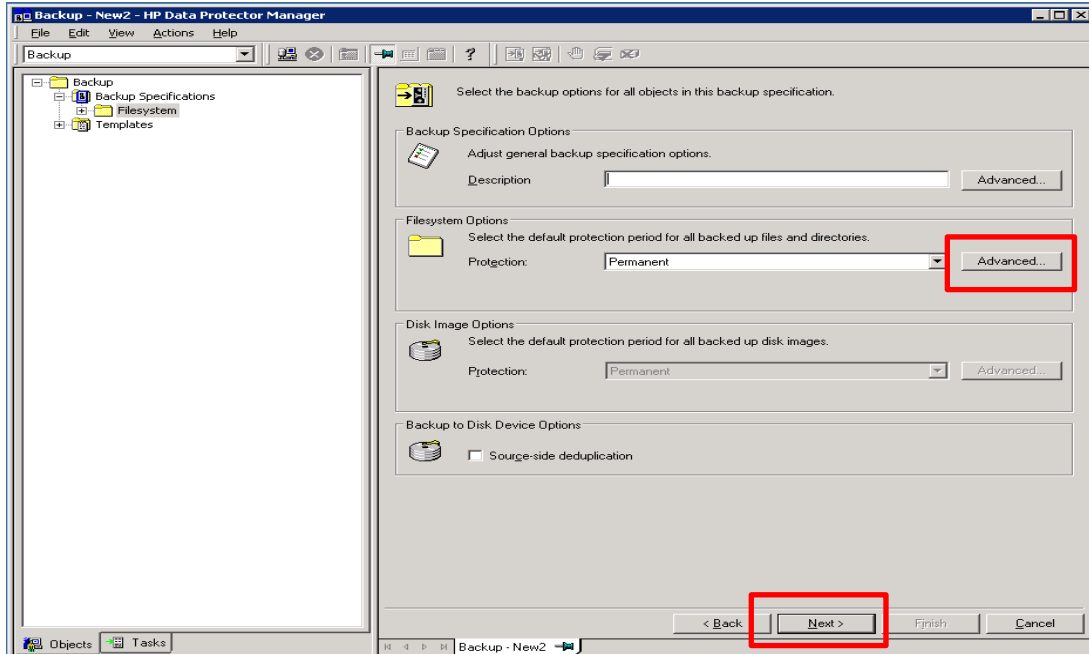 Backup - New2 - HP Data Protector Manager
File Edit View Actions Help
Backup
Backup
Backup Specifications
Filesystem
Templates
Select the backup options for all objects in this backup specification.
Backup Specification Options
Adjust general backup specification options.
Description
Advanced...
Filesystem Options
Select the default protection period for all backed up files and directories.
Protection:
Permanent
Advanced...
Disk Image Options
Select the default protection period for all backed up disk images.
Protection:
Permanent
Advanced...
Backup to Disk Device Options
Source-side deduplication
< Back
Next >
Finish
Cancel
Objects
Tasks
Backup - New2